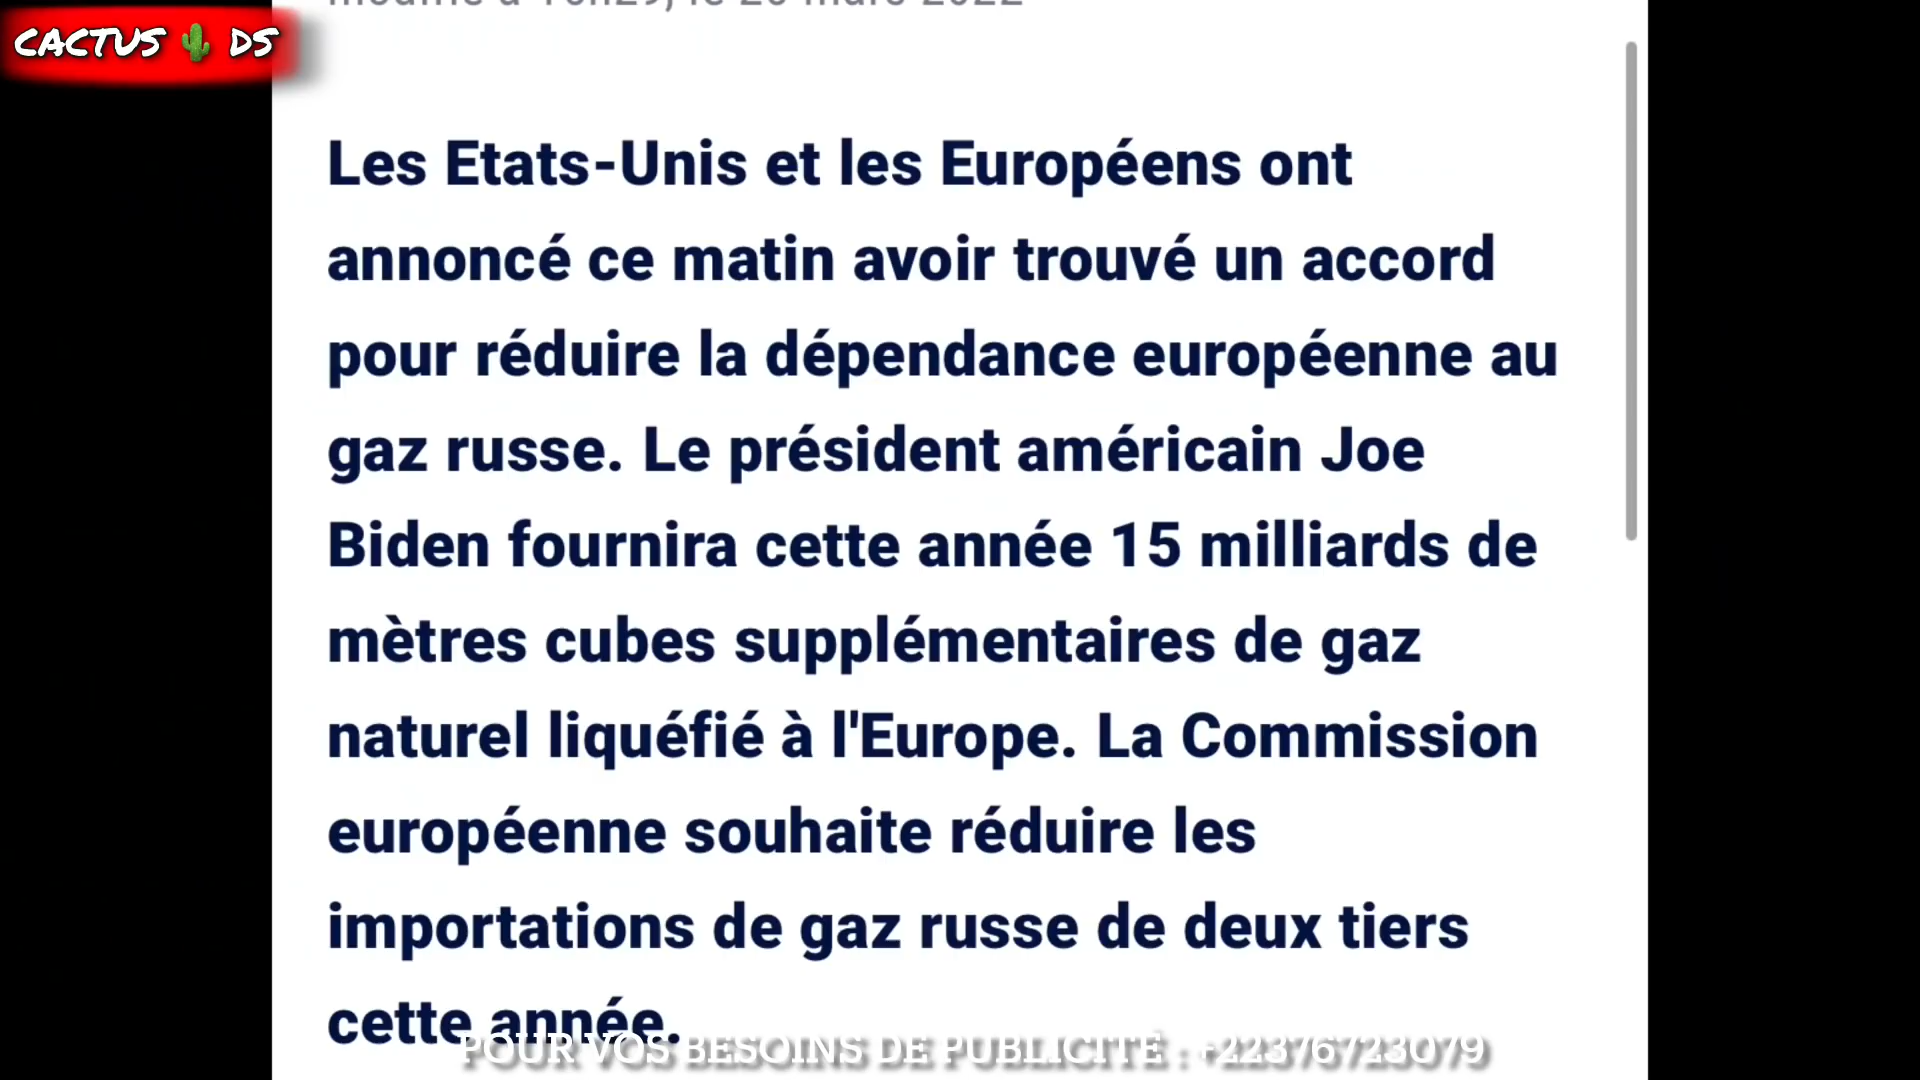 CACTUS 🌵 DS
mars 2022
Les Etats-Unis et les Européens ont
annoncé ce matin avoir trouvé un accord
pour réduire la dépendance européenne au
gaz russe. Le président américain Joe
Biden fournira cette année 15 milliards de
mètres cubes supplémentaires de gaz
naturel liquéfié à l'Europe. La Commission
européenne souhaite réduire les
importations de gaz russe de deux tiers
cette année.
POUR VOS BESOINS DE PUBLICITE : +22376723079